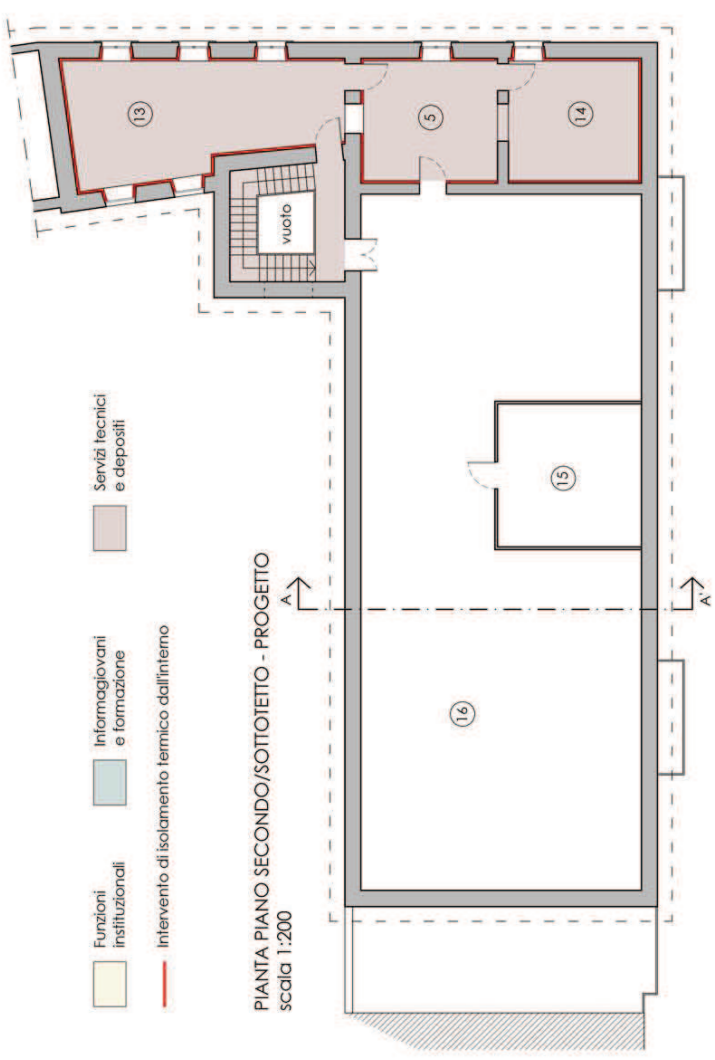 Funzioni
instituzionali
Informagiovani
e formazione
Servizi tecnici
e depositi
Intervento di isolamento termico dall'interno
PIANTA PIANO SECONDO/SOTTOTETTO - PROGETTO
scala 1:200
13
5
14
vuoto
15
16
A
A'